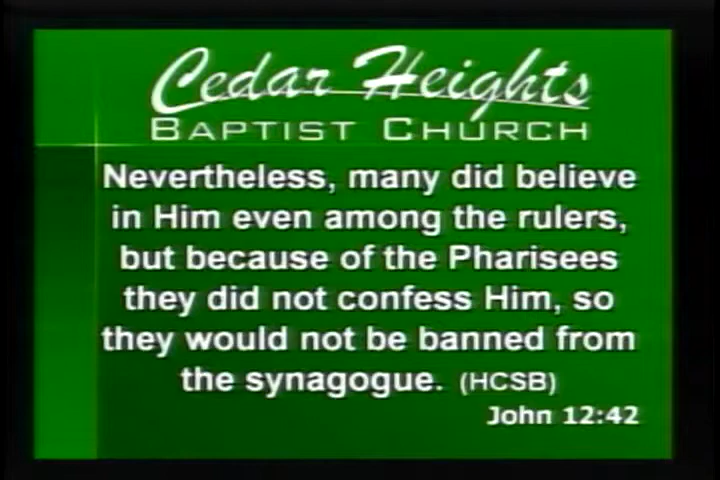 Cedar Heights
BAPTIST CHURCH
Nevertheless, many did believe
in Him even among the rulers,
but because of the Pharisees
they did not confess Him, so
they would not be banned from
the synagogue. (HCSB)
John 12:42